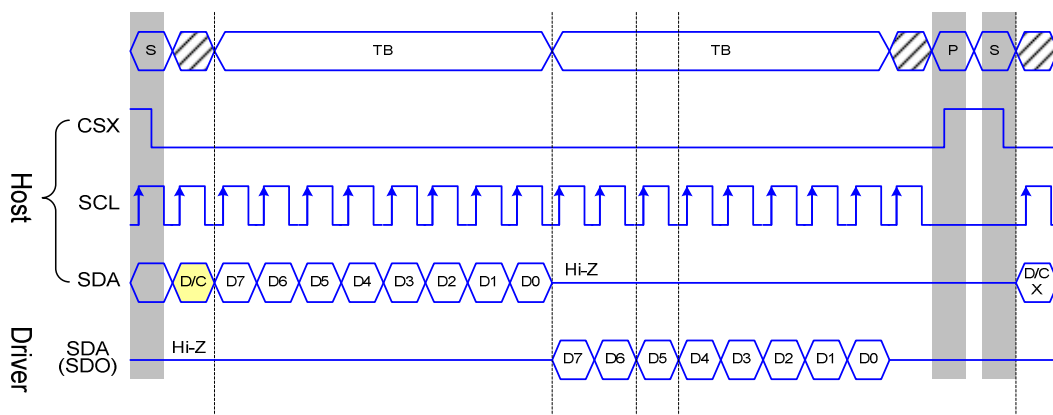 S TB TB P S
CSX
Host
SCL
SDA D/C D7 D6 D5 D4 D3 D2 D1 D0 Hi-Z D/C
X
Driver
SDA
(SDO) Hi-Z D7 D6 D5 D4 D3 D2 D1 D0